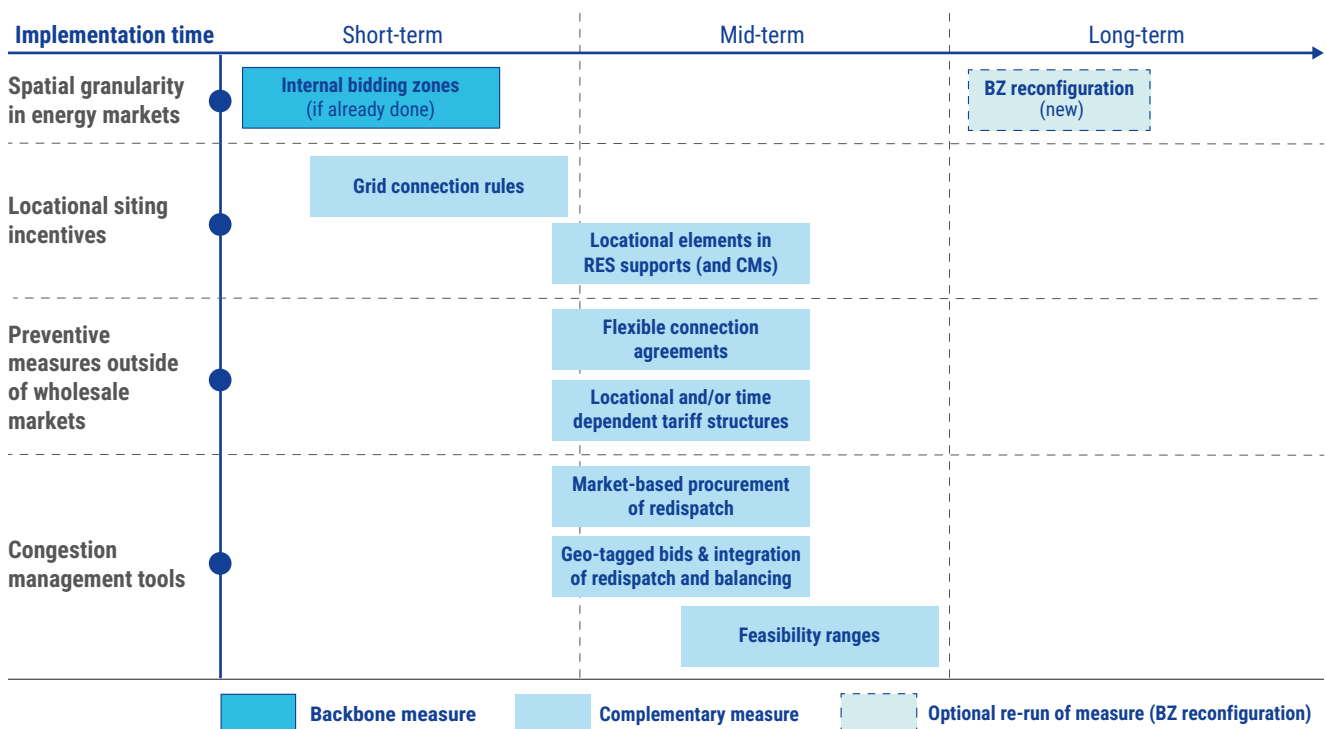 Implementation time
Short-term
Mid-term
Long-term
Spatial granularity
in energy markets
Internal bidding zones
(if already done)
BZ reconfiguration
(new)
Locational siting
incentives
Grid connection rules
Locational elements in
RES supports (and CMs)
Preventive
measures outside
of wholesale
markets
Flexible connection
agreements
Locational and/or time
dependent tariff structures
Congestion
management tools
Market-based procurement
of redispatch
Geo-tagged bids & integration
of redispatch and balancing
Feasibility ranges
Backbone measure
Complementary measure
Optional re-run of measure (BZ reconfiguration)